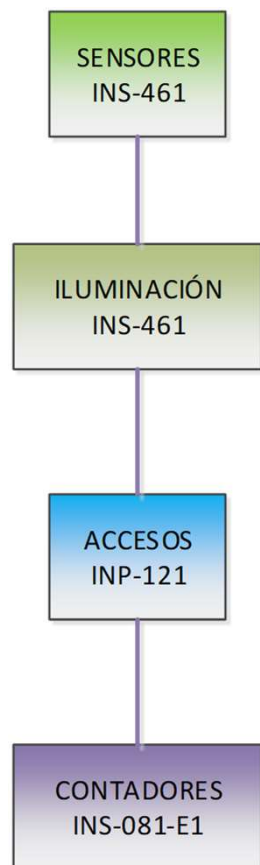 SENSORES
INS-461
ILUMINACIÓN
INS-461
ACCESOS
INP-121
CONTADORES
INS-081-E1